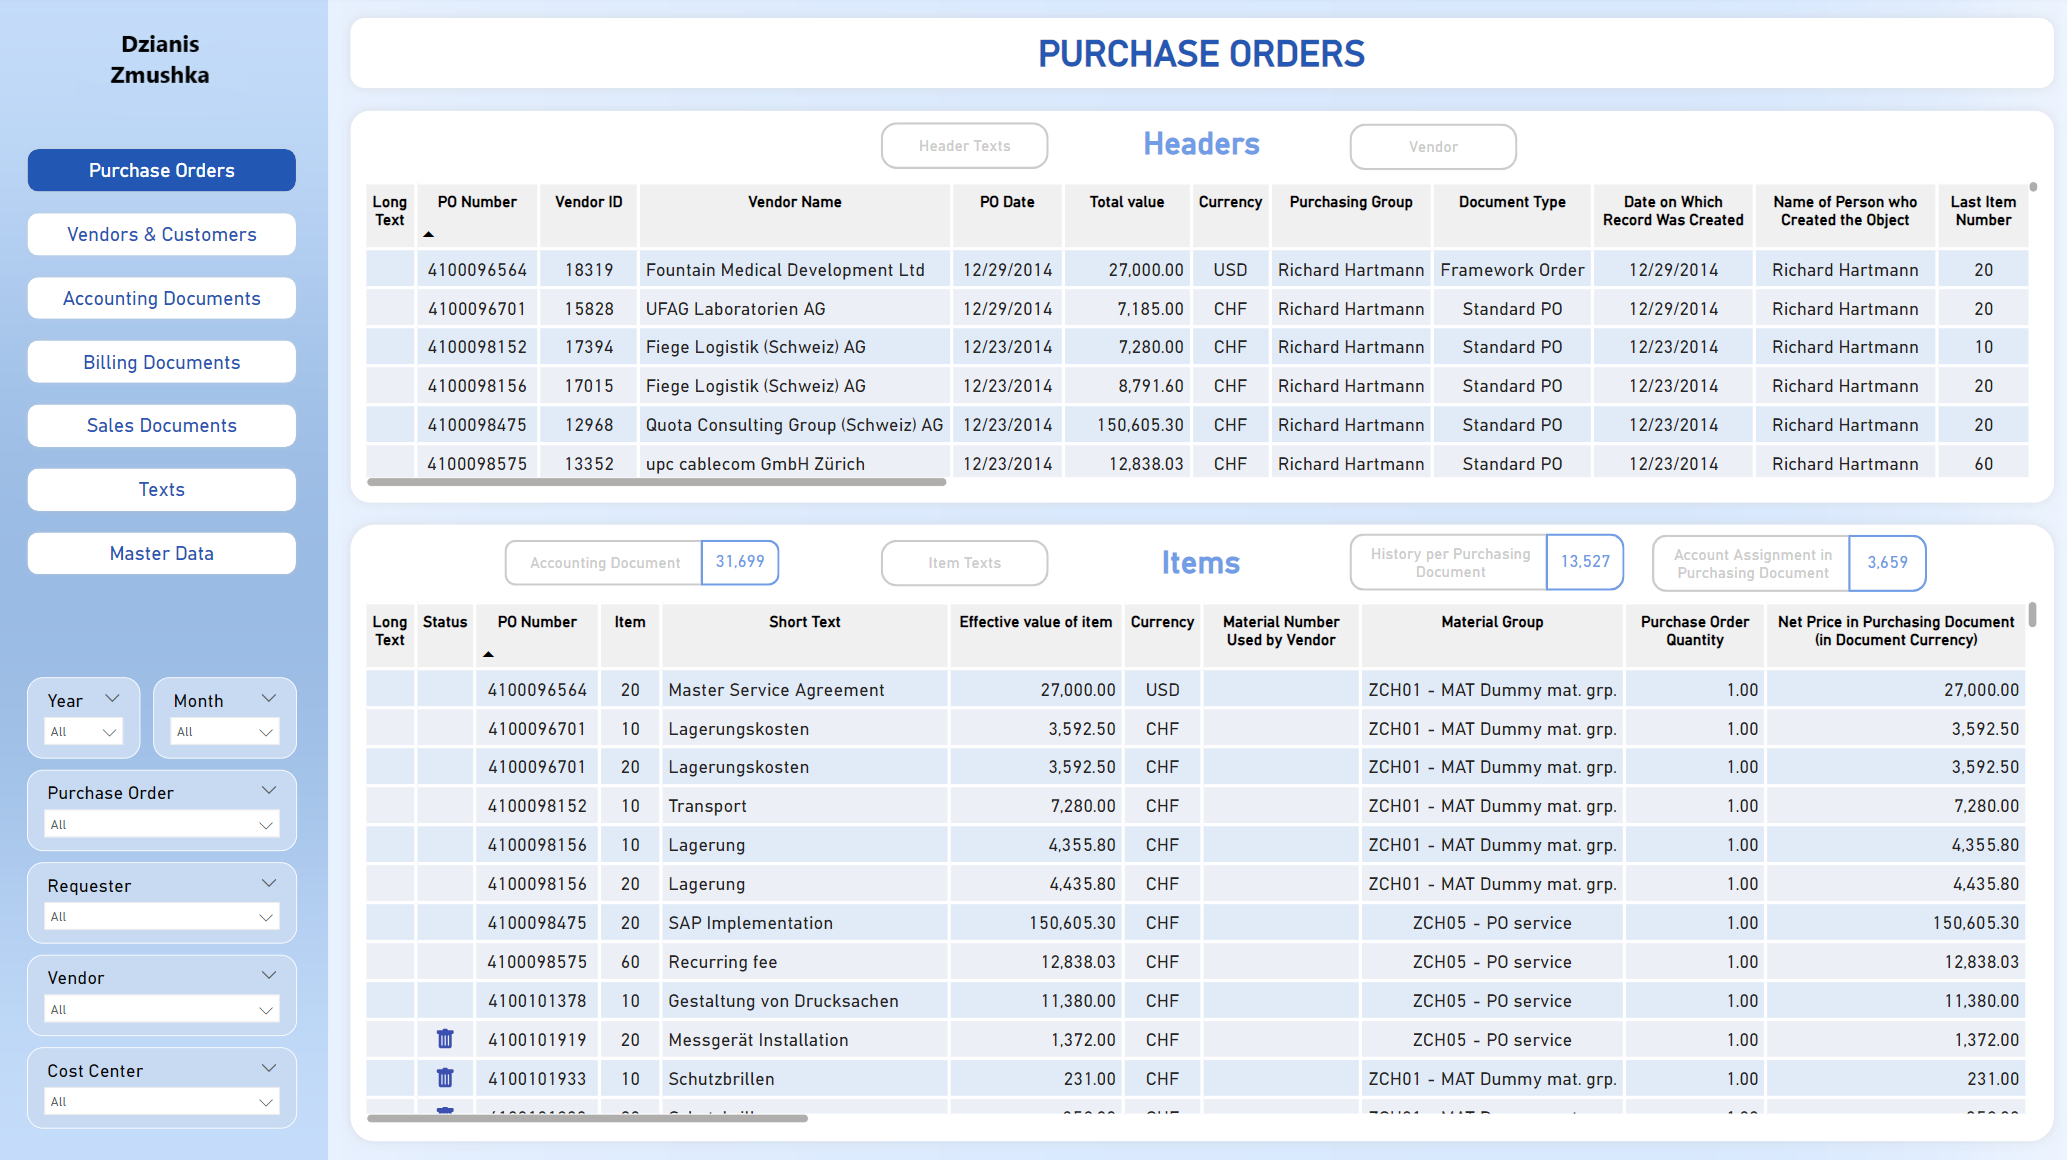 Dzianis
Zmushka
Purchase Orders
Vendors & Customers
Accounting Documents
Billing Documents
Sales Documents
Texts
Master Data
Year
All
Month
All
Purchase Order
All
Requester
All
Vendor
All
Cost Center
All
PURCHASE ORDERS
Header Texts
Headers
Vendor
Long Text PO Number Vendor ID Vendor Name PO Date Total value Currency Purchasing Group Document Type Date on Which Record Was Created Name of Person who Created the Object Last Item Number
4100096564 18319 Fountain Medical Development Ltd 12/29/2014 27,000.00 USD Richard Hartmann Framework Order 12/29/2014 Richard Hartmann 20
4100096701 15828 UFAG Laboratorien AG 12/29/2014 7,185.00 CHF Richard Hartmann Standard PO 12/29/2014 Richard Hartmann 20
4100098152 17394 Fiege Logistik (Schweiz) AG 12/23/2014 7,280.00 CHF Richard Hartmann Standard PO 12/23/2014 Richard Hartmann 10
4100098156 17015 Fiege Logistik (Schweiz) AG 12/23/2014 8,791.60 CHF Richard Hartmann Standard PO 12/23/2014 Richard Hartmann 20
4100098475 12968 Quota Consulting Group (Schweiz) AG 12/23/2014 150,605.30 CHF Richard Hartmann Standard PO 12/23/2014 Richard Hartmann 20
4100098575 13352 upc cablecom GmbH Zürich 12/23/2014 12,838.03 CHF Richard Hartmann Standard PO 12/23/2014 Richard Hartmann 60
Accounting Document 31,699
Item Texts
Items
History per Purchasing Document 13,527
Account Assignment in Purchasing Document 3,659
Long Text Status PO Number Item Short Text Effective value of item Currency Material Number Used by Vendor Material Group Purchase Order Quantity Net Price in Purchasing Document (in Document Currency)
4100096564 20 Master Service Agreement 27,000.00 USD ZCH01 - MAT Dummy mat. grp. 1.00 27,000.00
4100096701 10 Lagerungskosten 3,592.50 CHF ZCH01 - MAT Dummy mat. grp. 1.00 3,592.50
4100096701 20 Lagerungskosten 3,592.50 CHF ZCH01 - MAT Dummy mat. grp. 1.00 3,592.50
4100098152 10 Transport 7,280.00 CHF ZCH01 - MAT Dummy mat. grp. 1.00 7,280.00
4100098156 10 Lagerung 4,355.80 CHF ZCH01 - MAT Dummy mat. grp. 1.00 4,355.80
4100098156 20 Lagerung 4,435.80 CHF ZCH01 - MAT Dummy mat. grp. 1.00 4,435.80
4100098475 20 SAP Implementation 150,605.30 CHF ZCH05 - PO service 1.00 150,605.30
4100098575 60 Recurring fee 12,838.03 CHF ZCH05 - PO service 1.00 12,838.03
4100101378 10 Gestaltung von Drucksachen 11,380.00 CHF ZCH05 - PO service 1.00 11,380.00
4100101919 20 Messgerät Installation 1,372.00 CHF ZCH05 - PO service 1.00 1,372.00
4100101933 10 Schutzbrillen 231.00 CHF ZCH01 - MAT Dummy mat. grp. 1.00 231.00